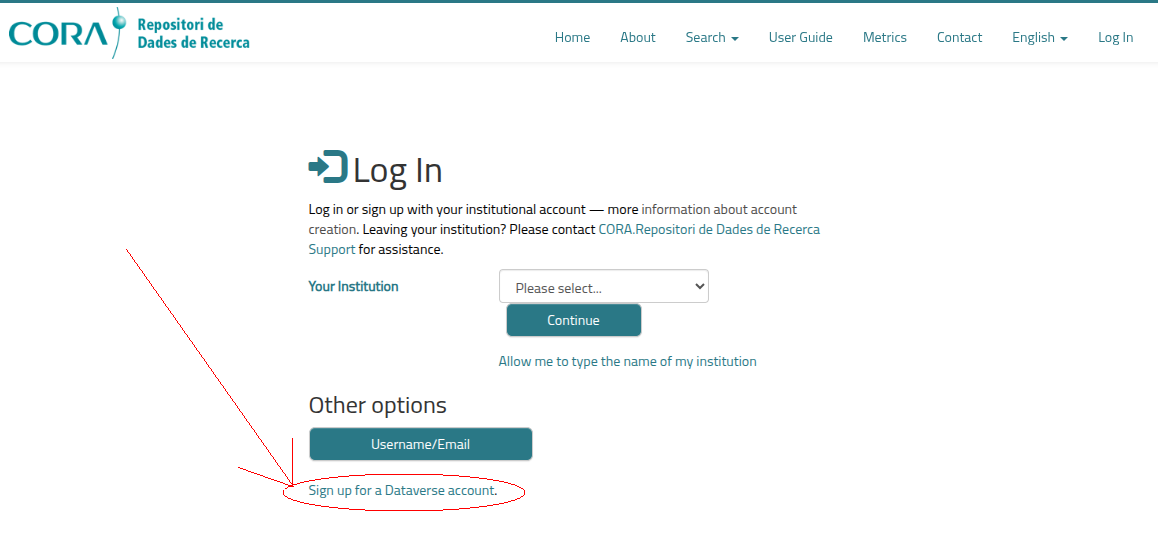 CORA Repositori de
Dades de Recerca
Home About Search User Guide Metrics Contact English Log In
Log In
Log in or sign up with your institutional account — more information about account
creation. Leaving your institution? Please contact CORA.Repositori de Dades de Recerca
Support for assistance.
Your Institution Please select...
Continue
Allow me to type the name of my institution
Other options
Username/Email
Sign up for a Dataverse account.